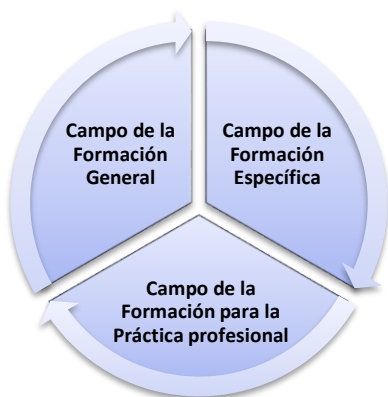 Campo de la
Formación
General
Campo de la
Formación
Específica
Campo de la
Formación para la
Práctica profesional